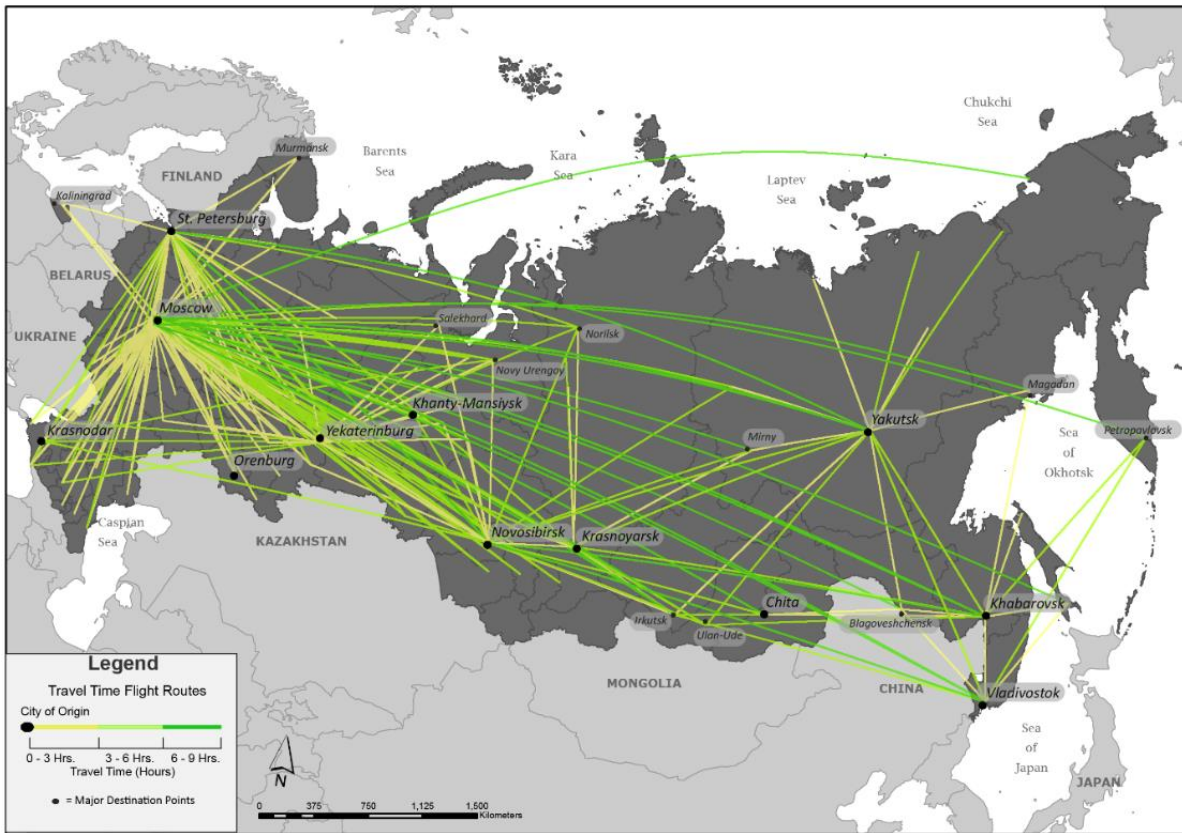 Chukchi
Sea
Murmansk
Barents
Sea
Kara
Sea
Laptev
Sea
FINLAND
Kaliningrad
St. Petersburg
BELARUS
Moscow
UKRAINE
Salekhard
Norilsk
Novy Urengoy
Magadan
Khanty-Mansiysk
Krasnodar
Yekaterinburg
Yakutsk
Petropavlovsk
Mirny
Sea
of
Okhotsk
Orenburg
Caspian
Sea
KAZAKHSTAN
Novosibirsk
Krasnoyarsk
Chita
Khabarovsk
Irkutsk
Ulan-Ude
Blagoveshchensk
MONGOLIA
CHINA
Vladivostok
Sea
of
Japan
JAPAN
Legend
Travel Time Flight Routes
City of Origin
0 - 3 Hrs. 3 - 6 Hrs. 6 - 9 Hrs.
Travel Time (Hours)
= Major Destination Points
N
0 375 750 1,125 1,500
Kilometers